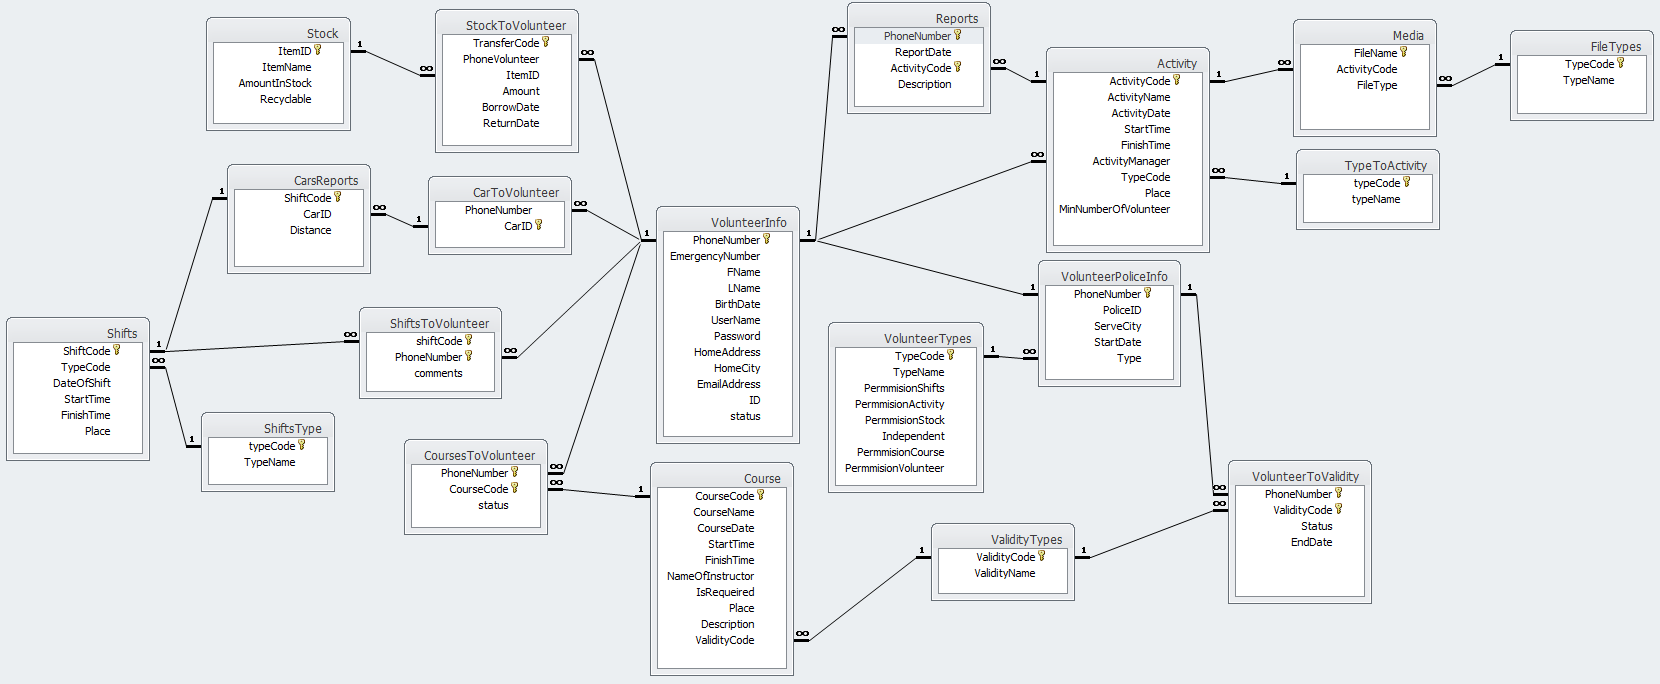 Stock
ItemID
ItemName
AmountInStock
Recyclable
StockToVolunteer
TransferCode
PhoneVolunteer
ItemID
Amount
BorrowDate
ReturnDate
Reports
PhoneNumber
ReportDate
ActivityCode
Description
Activity
ActivityCode
ActivityName
ActivityDate
StartTime
FinishTime
ActivityManager
TypeCode
Place
MinNumberOfVolunteer
Media
FileName
ActivityCode
FileType
FileTypes
TypeCode
TypeName
TypeToActivity
typeCode
typeName
CarsReports
ShiftCode
CarID
Distance
CarToVolunteer
PhoneNumber
CarID
VolunteerInfo
PhoneNumber
EmergencyNumber
FName
LName
BirthDate
UserName
Password
HomeAddress
HomeCity
EmailAddress
ID
status
VolunteerPoliceInfo
PhoneNumber
PoliceID
ServeCity
StartDate
Type
Shifts
ShiftCode
TypeCode
DateOfShift
StartTime
FinishTime
Place
ShiftsToVolunteer
shiftCode
PhoneNumber
comments
VolunteerTypes
TypeCode
TypeName
PermmisionShifts
PermmisionActivity
PermmisionStock
Independent
PermmisionCourse
PermmisionVolunteer
ShiftsType
typeCode
TypeName
CoursesToVolunteer
PhoneNumber
CourseCode
status
Course
CourseCode
CourseName
CourseDate
StartTime
FinishTime
NameOfInstructor
IsRequeired
Place
Description
ValidityCode
ValidityTypes
ValidityCode
ValidityName
VolunteerToValidity
PhoneNumber
ValidityCode
Status
EndDate
1
∞
∞
1
∞
1
∞
∞
1
∞
1
∞
1
∞
1
1
∞
1
∞
1
1
∞
1
∞
1
1
∞
∞
1
∞
∞
1
∞
∞
1
1
1
∞